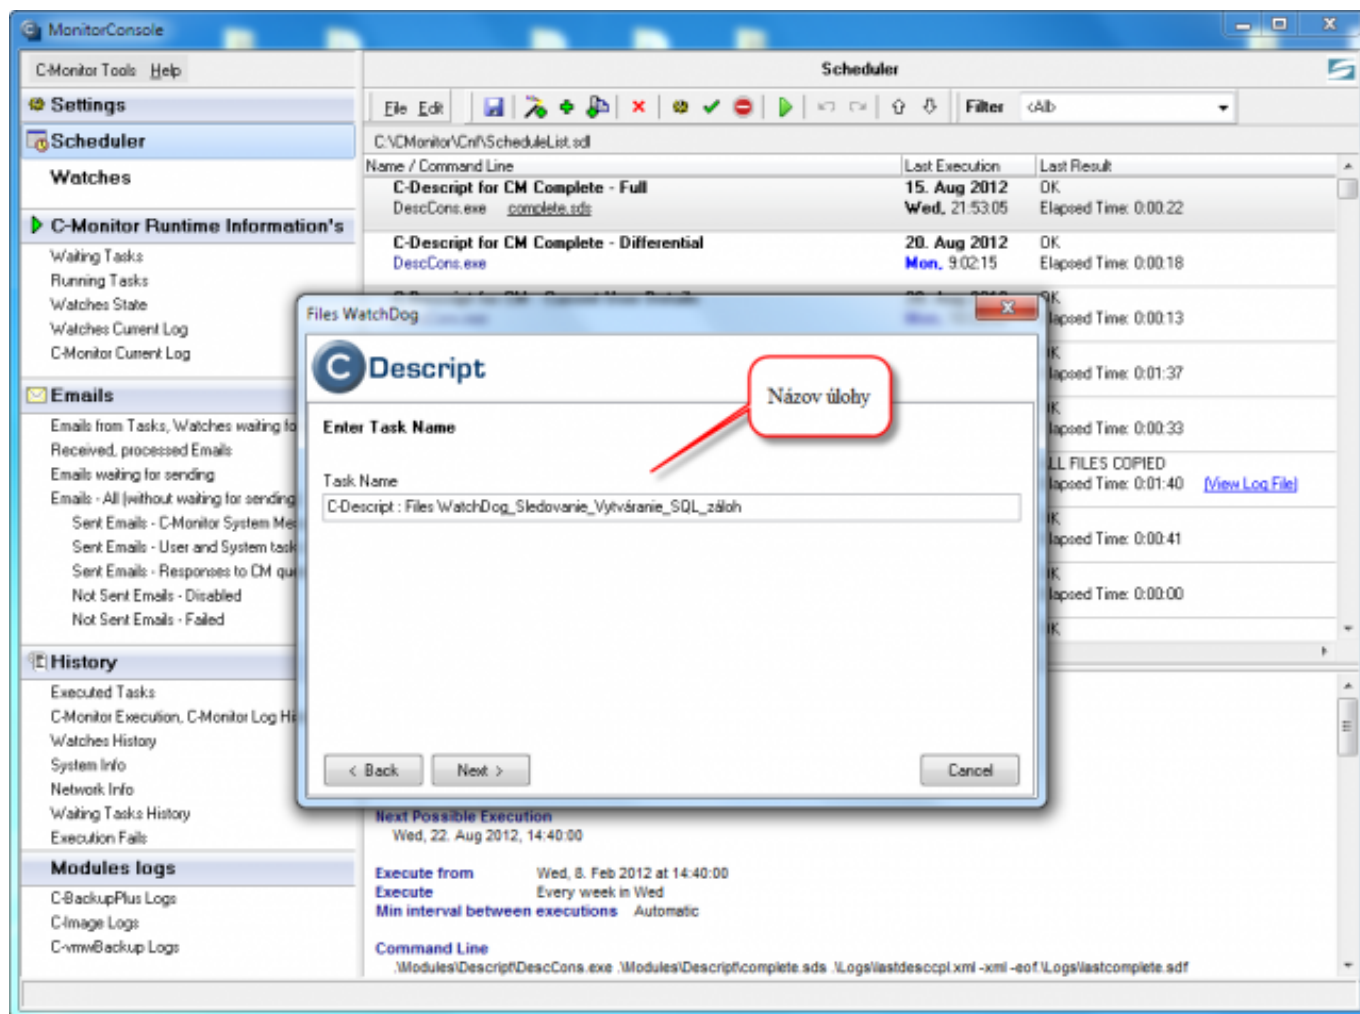 MonitorConsole
C-Monitor Tools Help
Scheduler
Settings
File Edit
Filter <All>
Scheduler
C:\CMonitor\Cnf\ScheduleList.sdl
Watches
Name / Command Line Last Execution Last Result
C-Descript for CM Complete - Full 15. Aug 2012 OK
DescCons.exe complete.sds Wed, 21:53:05 Elapsed Time: 0:00:22
C-Descript for CM Complete - Differential 20. Aug 2012 OK
DescCons.exe Mon, 9:02:15 Elapsed Time: 0:00:18
C-Monitor Runtime Information's
Waiting Tasks
Running Tasks
Watches State
Watches Current Log
C-Monitor Current Log
Emails
Emails from Tasks, Watches waiting fo
Received, processed Emails
Emails waiting for sending
Emails - All (without waiting for sending
Sent Emails - C-Monitor System Me
Sent Emails - User and System task
Sent Emails - Responses to CM que
Not Sent Emails - Disabled
Not Sent Emails - Failed
History
Executed Tasks
C-Monitor Execution, C-Monitor Log Hi
Watches History
System Info
Network Info
Waiting Tasks History
Execution Fails
Modules logs
C-BackupPlus Logs
C-Image Logs
C-vmwBackup Logs
Files WatchDog
C Descript
Názov úlohy
Enter Task Name
Task Name
C-Descript : Files WatchDog_Sledovanie_Vytváranie_SQL_záloh
< Back Next > Cancel
OK
lapsed Time: 0:00:13
K
lapsed Time: 0:01:37
K
lapsed Time: 0:00:33
LL FILES COPIED
lapsed Time: 0:01:40 (View Log File)
K
lapsed Time: 0:00:41
K
lapsed Time: 0:00:00
K
Next Possible Execution
Wed, 22. Aug 2012, 14:40:00
Execute from Wed, 8. Feb 2012 at 14:40:00
Execute Every week in Wed
Min interval between executions Automatic
Command Line
.\Modules\Descript\DescCons.exe .\Modules\Descript\complete.sds .\Logs\lastdesccpl.xml -xml -eof.\Logs\lastcomplete.sdf